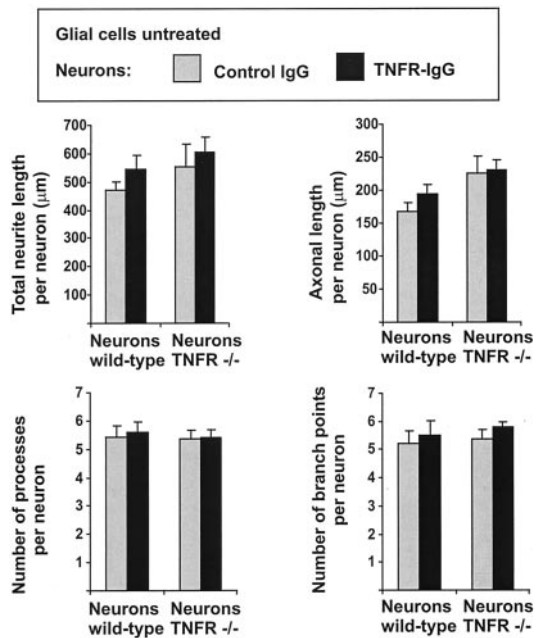 Glial cells untreated
Neurons: Control IgG TNFR-IgG
Total neurite length
per neuron (µm)
700
600
500
400
300
200
100
Neurons Neurons
wild-type TNFR -/-
Axonal length
per neuron (µm)
300
250
200
150
100
50
Neurons Neurons
wild-type TNFR -/-
Number of processes
per neuron
7
6
5
4
3
2
1
Neurons Neurons
wild-type TNFR -/-
Number of branch points
per neuron
7
6
5
4
3
2
1
Neurons Neurons
wild-type TNFR -/-